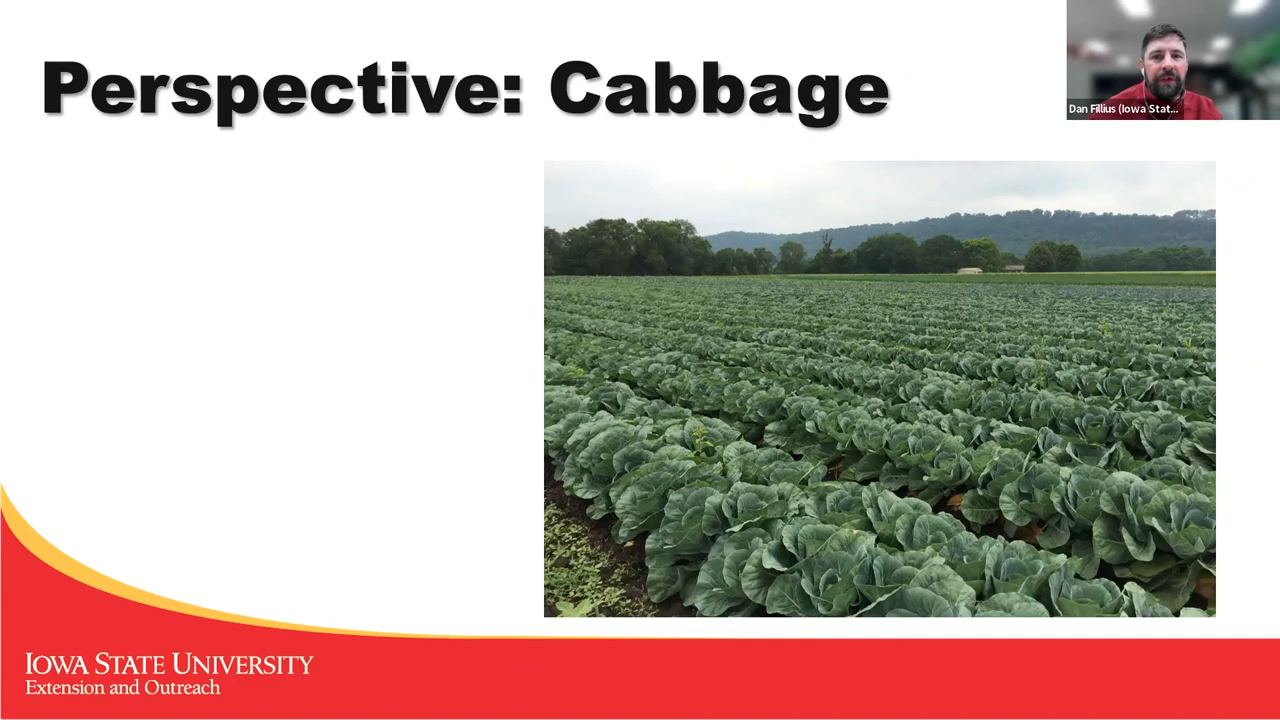 Perspective: Cabbage
Dan Fillius (Iowa Stat...
IOWA STATE UNIVERSITY
Extension and Outreach